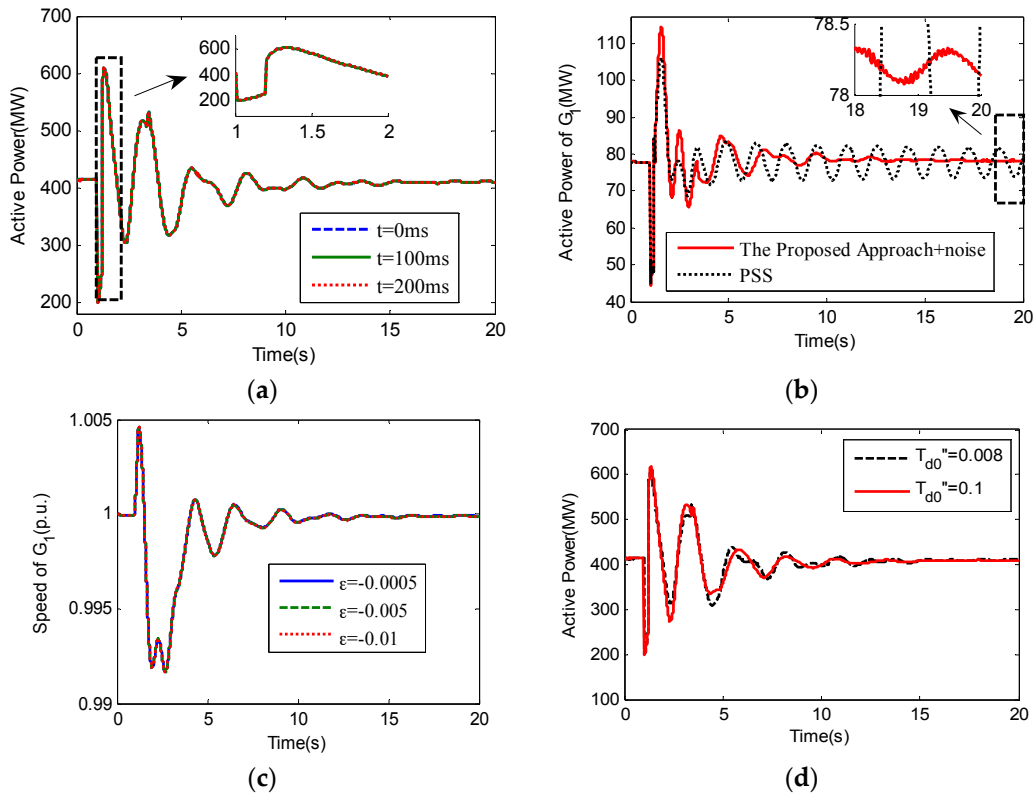 700
600
500
400
300
200
Active Power(MW)
600
400
200
1
1.5
2
t=0ms
t=100ms
t=200ms
0
5
10
15
20
Time(s)
(a)
110
100
90
80
70
60
50
40
Active Power of G1(MW)
78.5
78
18
19
20
The Proposed Approach+noise
PSS
0
5
10
15
20
Time(s)
(b)
1.005
1
0.995
0.99
Speed of G1(p.u.)
ε=-0.0005
ε=-0.005
ε=-0.01
0
5
10
15
20
Time(s)
(c)
700
600
500
400
300
200
100
Active Power(MW)
Td0"=0.008
Td0"=0.1
0
5
10
15
20
Time(s)
(d)